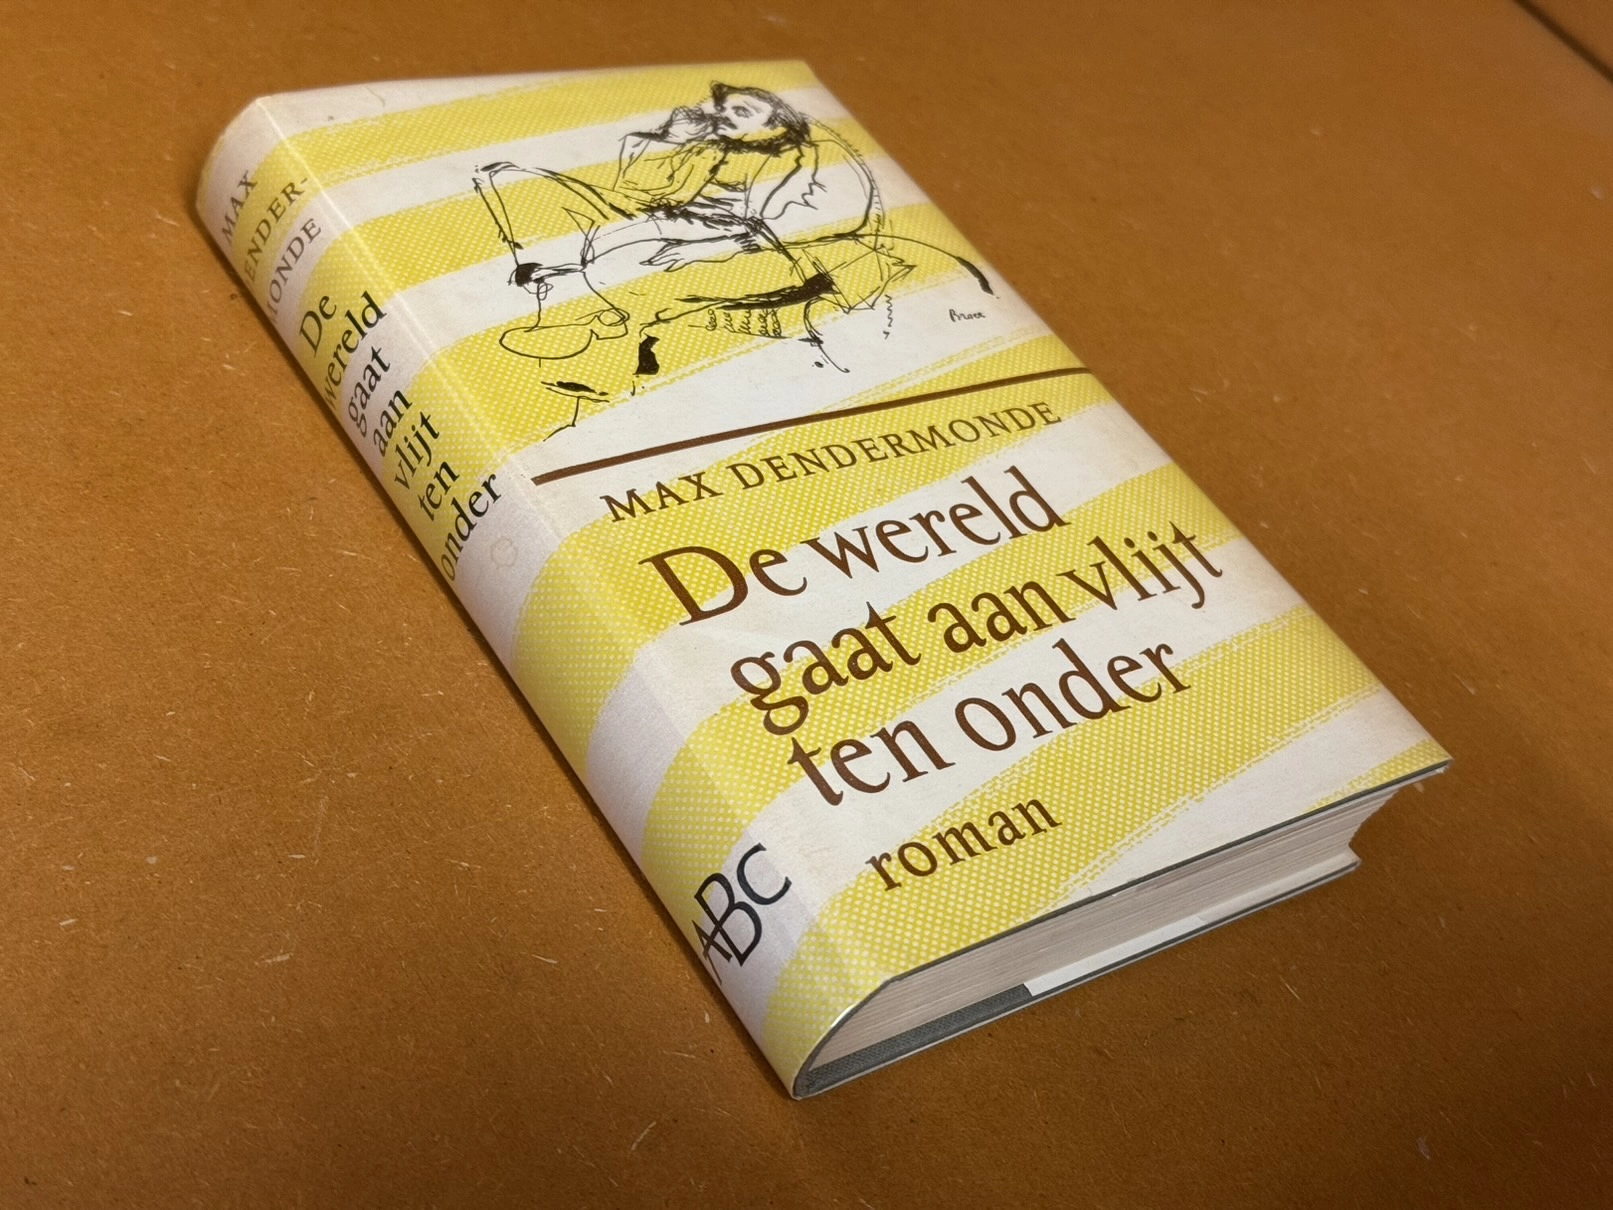 MAX
DENDER-
MONDE
De
wereld
gaat
aan
vlijt
ten
onder
ABC
MAX DENDERMONDE
De wereld
gaat aan vlijt
ten onder
roman